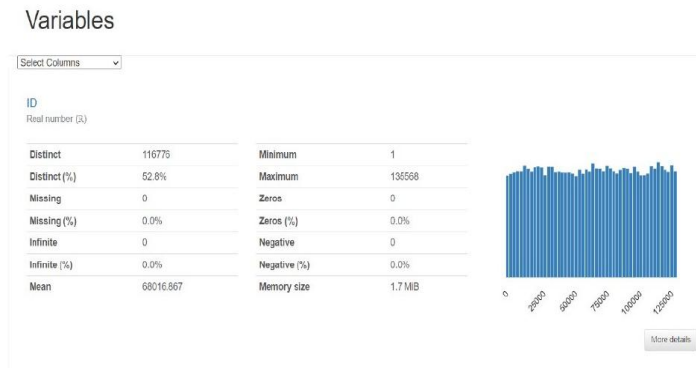 Variables
Select Columns
ID
Real number (ℝ)
Distinct 116776 Minimum 1
Distinct (%) 52.8% Maximum 135568
Missing 0 Zeros 0
Missing (%) 0.0% Zeros (%) 0.0%
Infinite 0 Negative 0
Infinite (%) 0.0% Negative (%) 0.0%
Mean 68016.867 Memory size 1.7 MiB
0 25000 50000 75000 100000 125000
More details